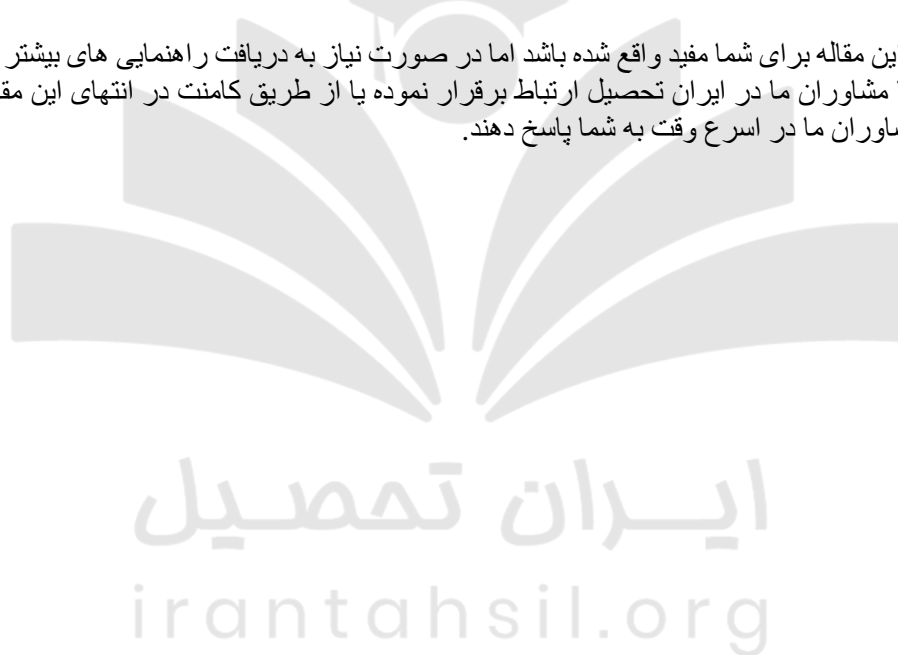 این مقاله برای شما مفید واقع شده باشد اما در صورت نیاز به دریافت راهنمایی های بیشتر
مشاوران ما در ایران تحصیل ارتباط برقرار نموده یا از طریق کامنت در انتهای این
ما در اسرع وقت به شما پاسخ دهند.
ایران تحصیل
irantahsil.org